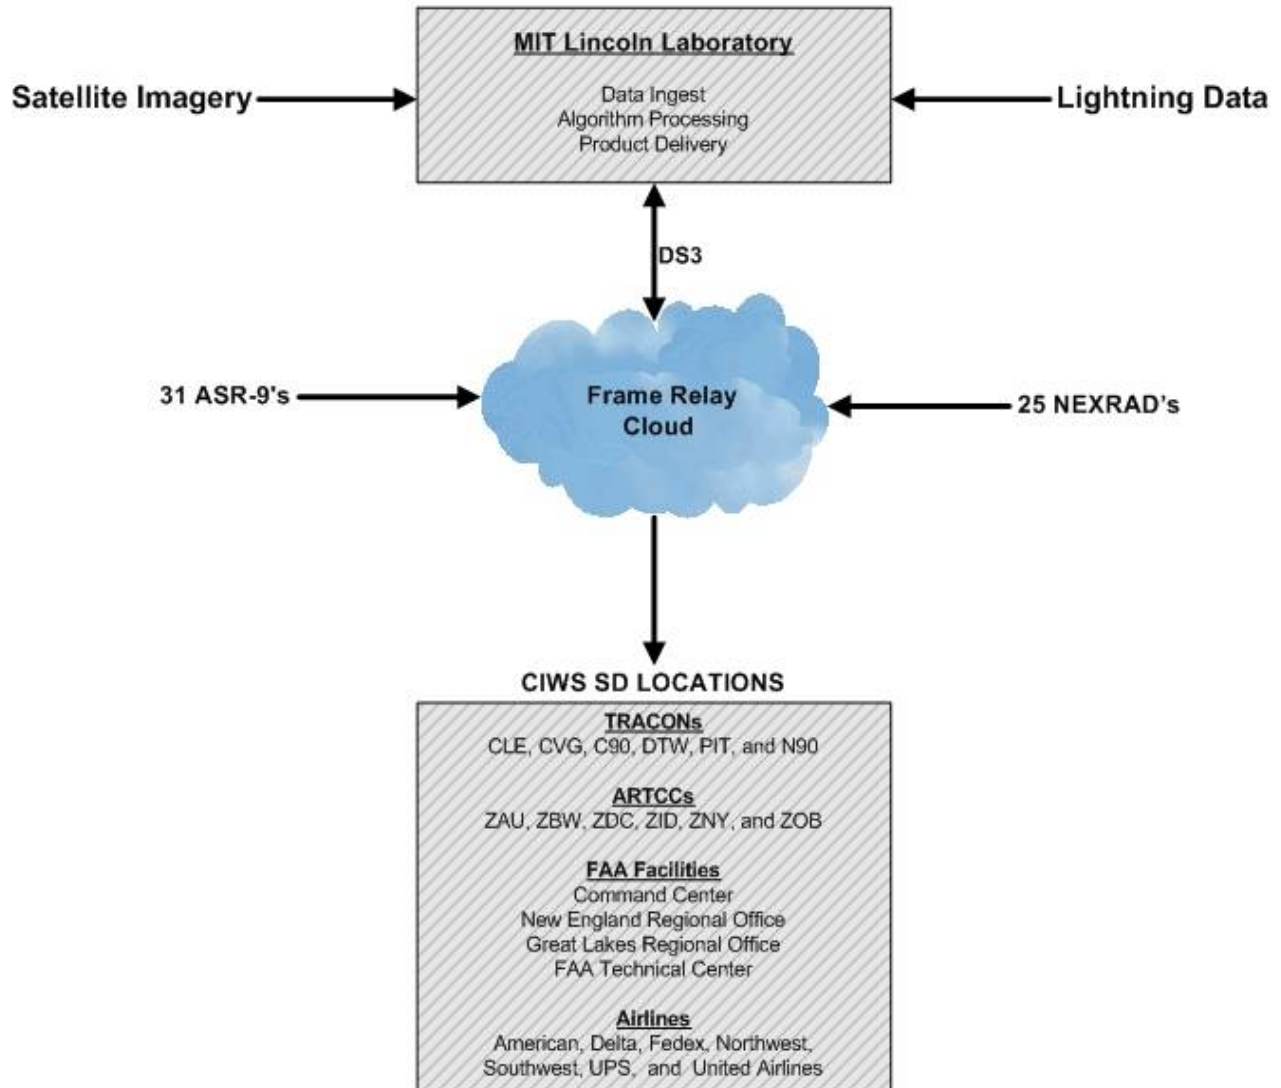 MIT Lincoln Laboratory
Data Ingest
Algorithm Processing
Product Delivery
Satellite Imagery
Lightning Data
DS3
31 ASR-9's
Frame Relay
Cloud
25 NEXRAD's
CIWS SD LOCATIONS
TRACONs
CLE, CVG, C90, DTW, PIT, and N90
ARTCCs
ZAU, ZBW, ZDC, ZID, ZNY, and ZOB
FAA Facilities
Command Center
New England Regional Office
Great Lakes Regional Office
FAA Technical Center
Airlines
American, Delta, Fedex, Northwest,
Southwest, UPS, and United Airlines